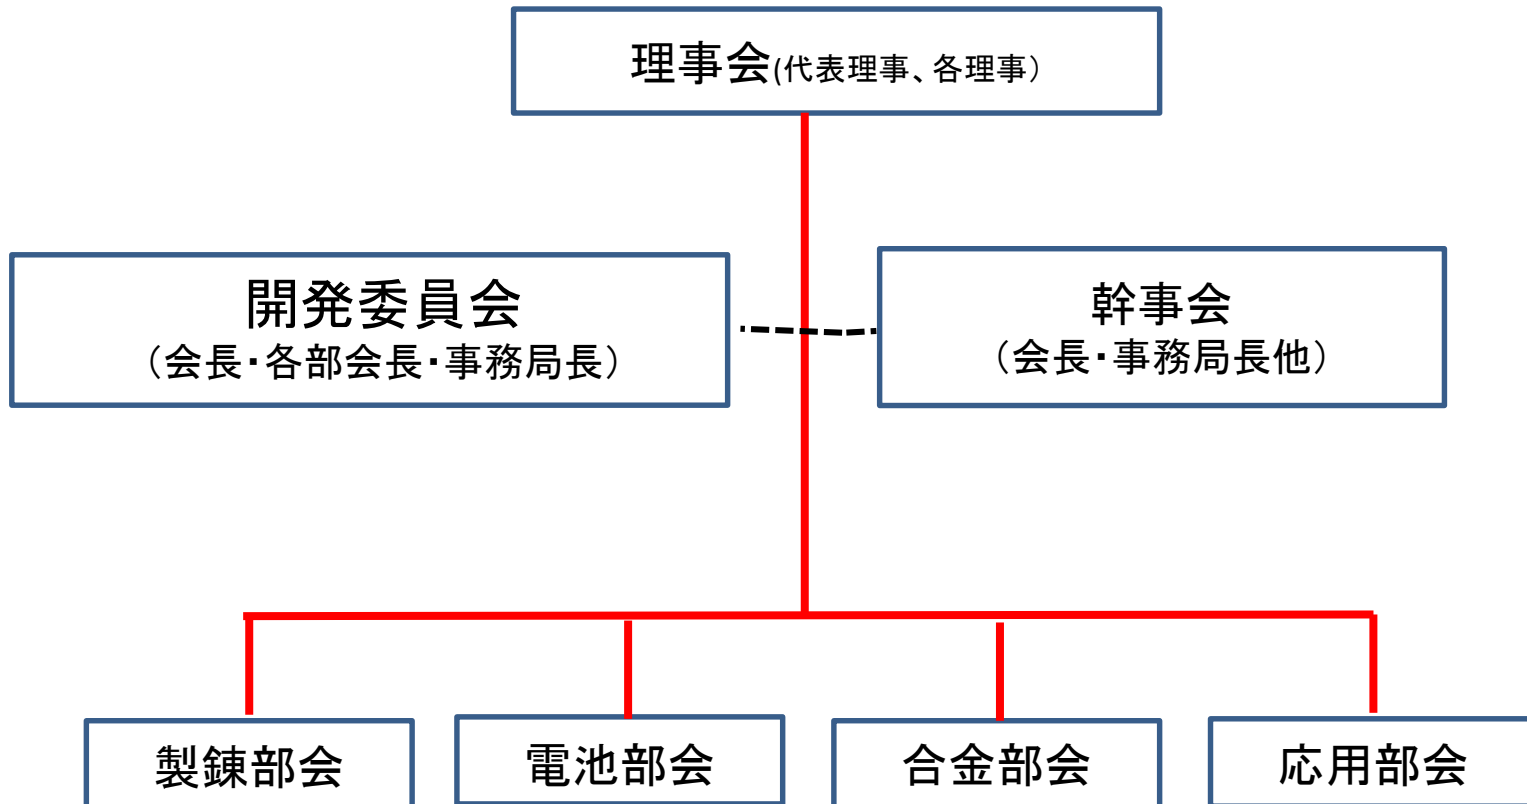 理事会(代表理事、各理事）
開発委員会
（会長・各部会長・事務局長）
幹事会
（会長・事務局長他）
製錬部会
電池部会
合金部会
応用部会